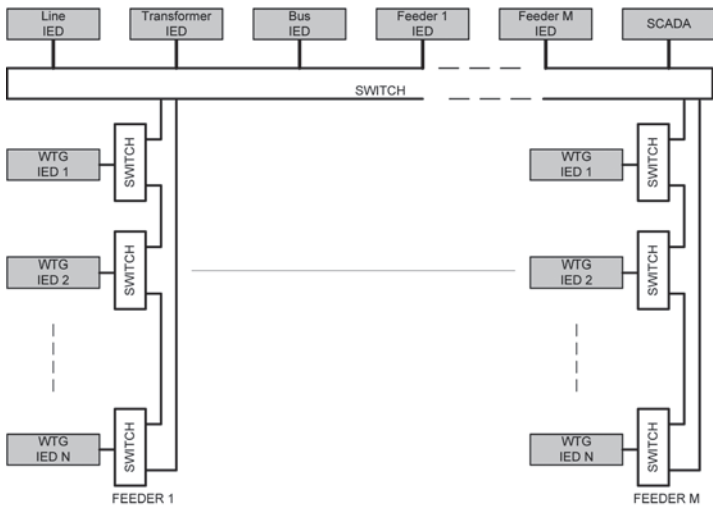 Line
IED
Transformer
IED
Bus
IED
Feeder 1
IED
Feeder M
IED
SCADA
SWITCH
WTG
IED 1
SWITCH
WTG
IED 1
SWITCH
WTG
IED 2
SWITCH
WTG
IED 2
SWITCH
WTG
IED N
SWITCH
WTG
IED N
SWITCH
FEEDER 1
FEEDER M